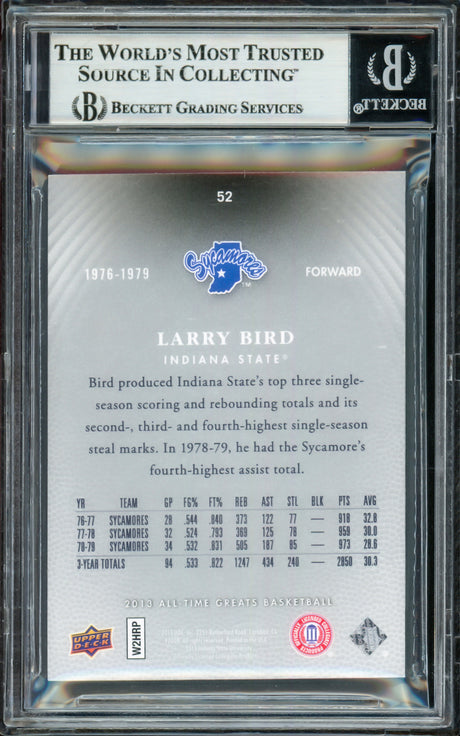 THE WORLD'S MOST TRUSTED
SOURCE IN COLLECTING™
B BECKETT GRADING SERVICES
B
BECKETT®
52
1976-1979
Sycamores
TM
FORWARD
LARRY BIRD
INDIANA STATE®
Bird produced Indiana State's top three single-
season scoring and rebounding totals and its
second-, third- and fourth-highest single-season
steal marks. In 1978-79, he had the Sycamore's
fourth-highest assist total.
YR TEAM GP FG% FT% REB AST STL BLK PTS AVG
76-77 SYCAMORES 28 .544 .840 373 122 77 — 918 32.8
77-78 SYCAMORES 32 .524 .793 369 125 78 — 959 30.0
78-79 SYCAMORES 34 .532 .831 505 187 85 — 973 28.6
3-YEAR TOTALS 94 .533 .822 1247 434 240 — 2850 30.3
2013 ALL-TIME GREATS BASKETBALL
UPPER
DECK
W2HRP
OFFICIALLY LICENSED COLLEGIATE PRODUCTS